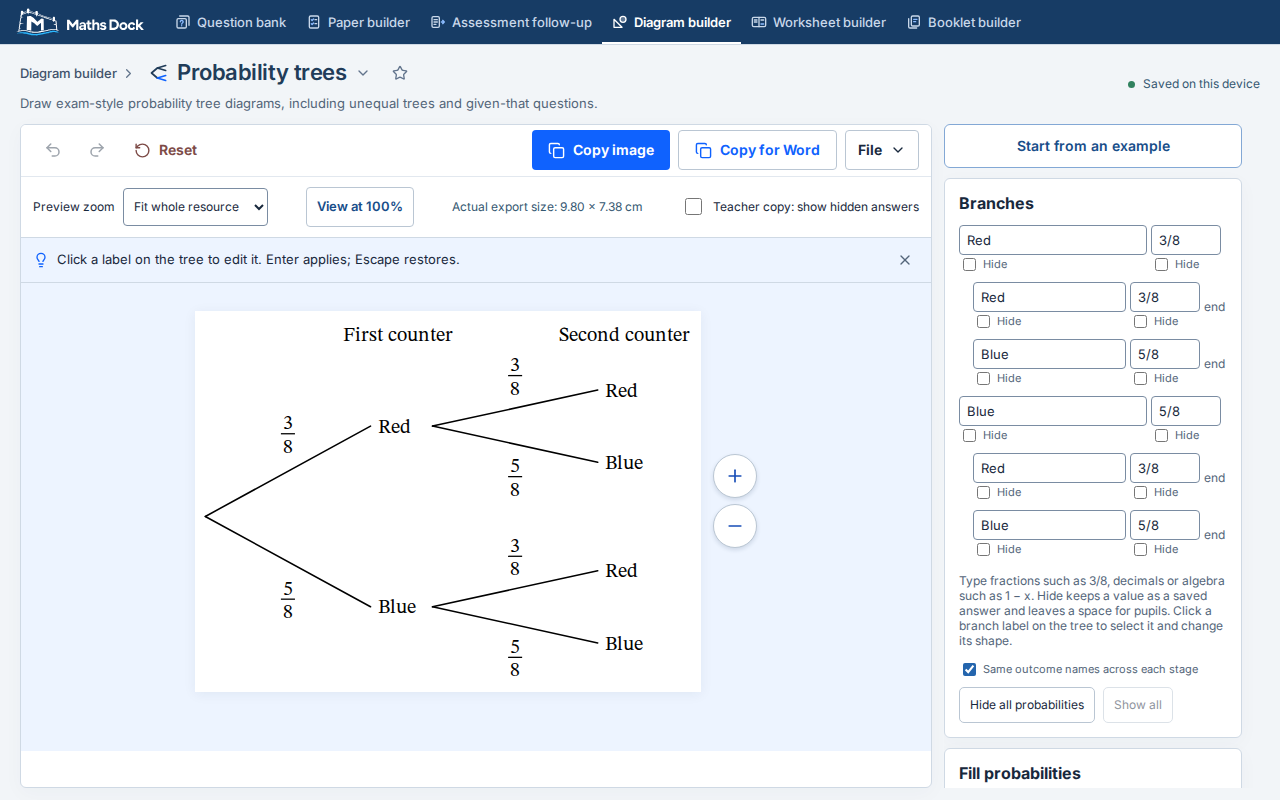 Maths Dock
Question bank
Paper builder
Assessment follow-up
Diagram builder
Worksheet builder
Booklet builder
Diagram builder
Probability trees
Saved on this device
Draw exam-style probability tree diagrams, including unequal trees and given-that questions.
Reset
Copy image
Copy for Word
File
Preview zoom
Fit whole resource
View at 100%
Actual export size: 9.80 × 7.38 cm
Teacher copy: show hidden answers
Click a label on the tree to edit it. Enter applies; Escape restores.
First counter
Second counter
3
8
Red
3
8
Red
5
8
Blue
5
8
Blue
3
8
Red
5
8
Blue
Start from an example
Branches
Red 3/8
Hide Hide
Red 3/8 end
Hide Hide
Blue 5/8 end
Hide Hide
Blue 5/8
Hide Hide
Red 3/8 end
Hide Hide
Blue 5/8 end
Hide Hide
Type fractions such as 3/8, decimals or algebra
such as 1 − x. Hide keeps a value as a saved
answer and leaves a space for pupils. Click a
branch label on the tree to select it and change
its shape.
Same outcome names across each stage
Hide all probabilities
Show all
Fill probabilities